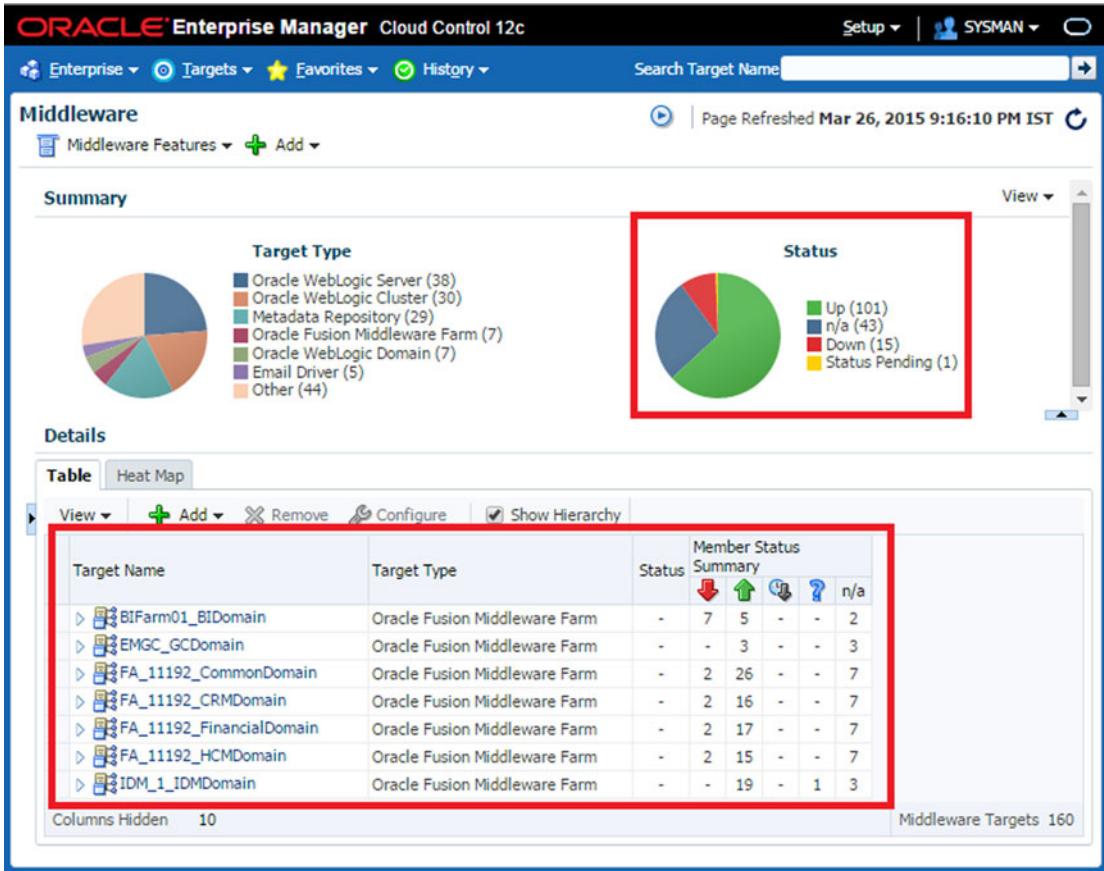 ORACLE Enterprise Manager Cloud Control 12c Setup SYSMAN
Enterprise Targets Favorites History Search Target Name
Middleware Page Refreshed Mar 26, 2015 9:16:10 PM IST
Middleware Features Add
Summary View
Target Type
Oracle WebLogic Server (38)
Oracle WebLogic Cluster (30)
Metadata Repository (29)
Oracle Fusion Middleware Farm (7)
Oracle WebLogic Domain (7)
Email Driver (5)
Other (44)
Status
Up (101)
n/a (43)
Down (15)
Status Pending (1)
Details
Table Heat Map
View Add Remove Configure Show Hierarchy
Target Name Target Type Status Member Status Summary
n/a
BIFarm01_BIDomain Oracle Fusion Middleware Farm - 7 5 - - 2
EMGC_GCDomain Oracle Fusion Middleware Farm - - 3 - - 3
FA_11192_CommonDomain Oracle Fusion Middleware Farm - 2 26 - - 7
FA_11192_CRMDomain Oracle Fusion Middleware Farm - 2 16 - - 7
FA_11192_FinancialDomain Oracle Fusion Middleware Farm - 2 17 - - 7
FA_11192_HCMDomain Oracle Fusion Middleware Farm - 2 15 - - 7
IDM_1_IDMDomain Oracle Fusion Middleware Farm - - 19 - 1 3
Columns Hidden 10 Middleware Targets 160